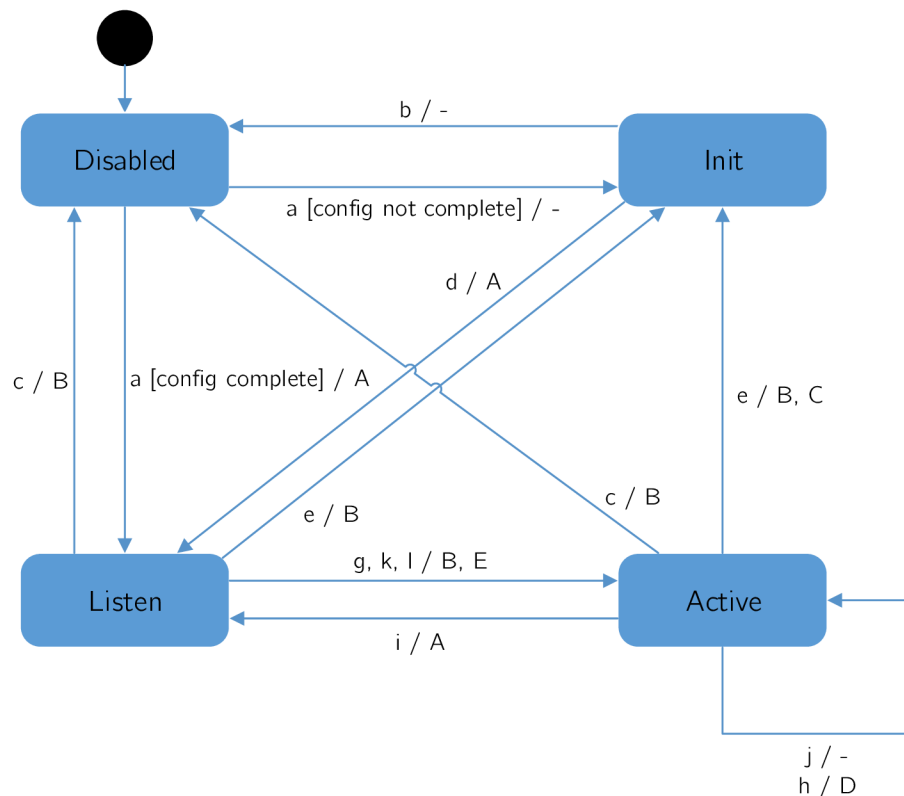 b / -
Disabled
Init
a [config not complete] / -
d / A
c / B
a [config complete] / A
e / B, C
c / B
e / B
g, k, l / B, E
Listen
Active
i / A
j / -
h / D